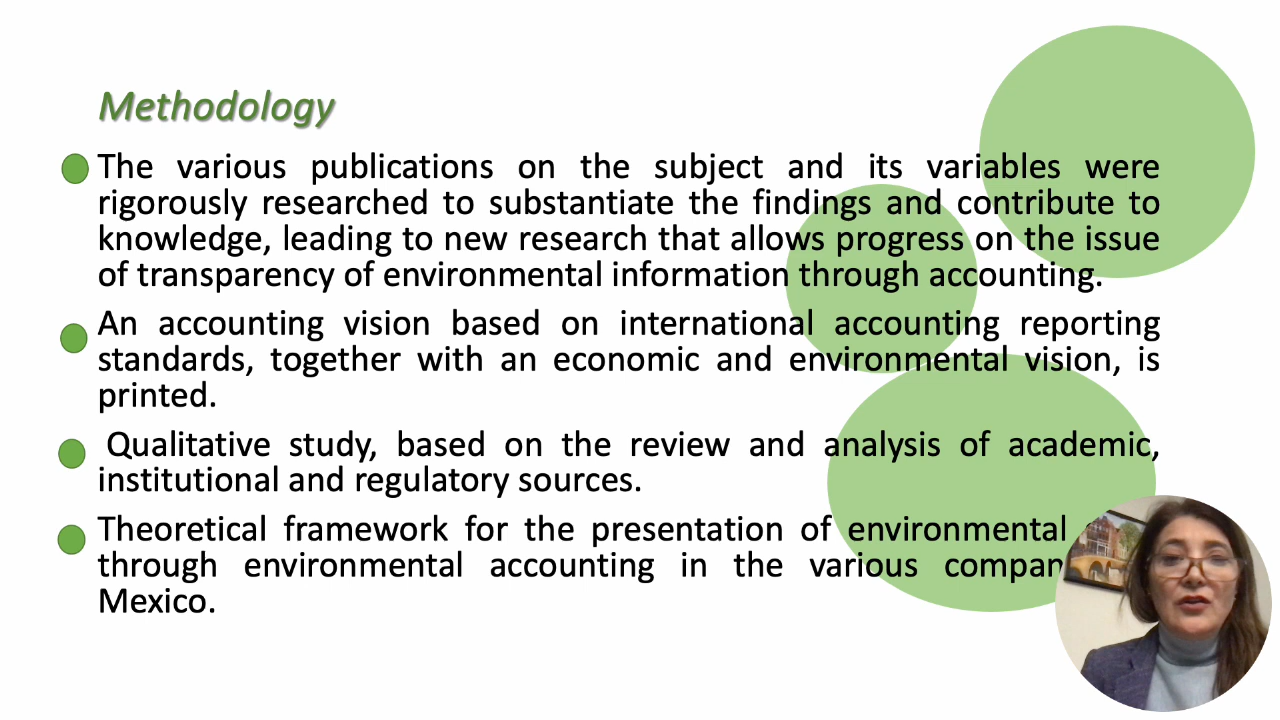 Methodology
The various publications on the subject and its variables were
rigorously researched to substantiate the findings and contribute to
knowledge, leading to new research that allows progress on the issue
of transparency of environmental information through accounting.
An accounting vision based on international accounting reporting
standards, together with an economic and environmental vision, is
printed.
Qualitative study, based on the review and analysis of academic,
institutional and regulatory sources.
Theoretical framework for the presentation of environmental
through environmental accounting in the various
Mexico.